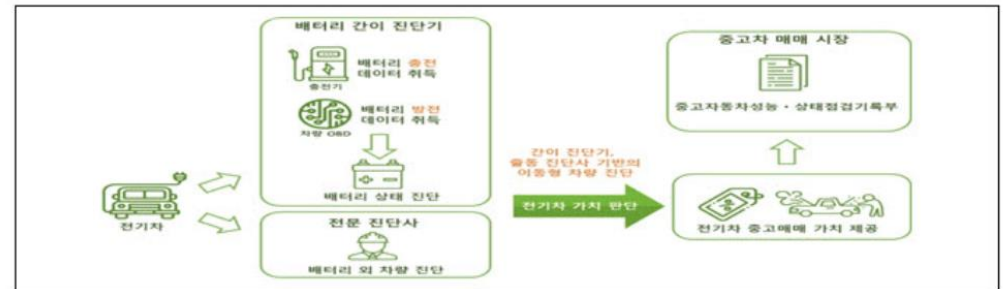 배터리 간이 진단기
배터리 충전
데이터 취득
충전기
배터리 방전
데이터 취득
차량 OBD
배터리 상태 진단
전기차
전문 진단사
배터리 외 차량 진단
간이 진단기,
출동 진단사 기반의
이동형 차량 진단
전기차 가치 판단
중고차 매매 시장
중고자동차성능·상태점검기록부
전기차 중고매매 가치 제공